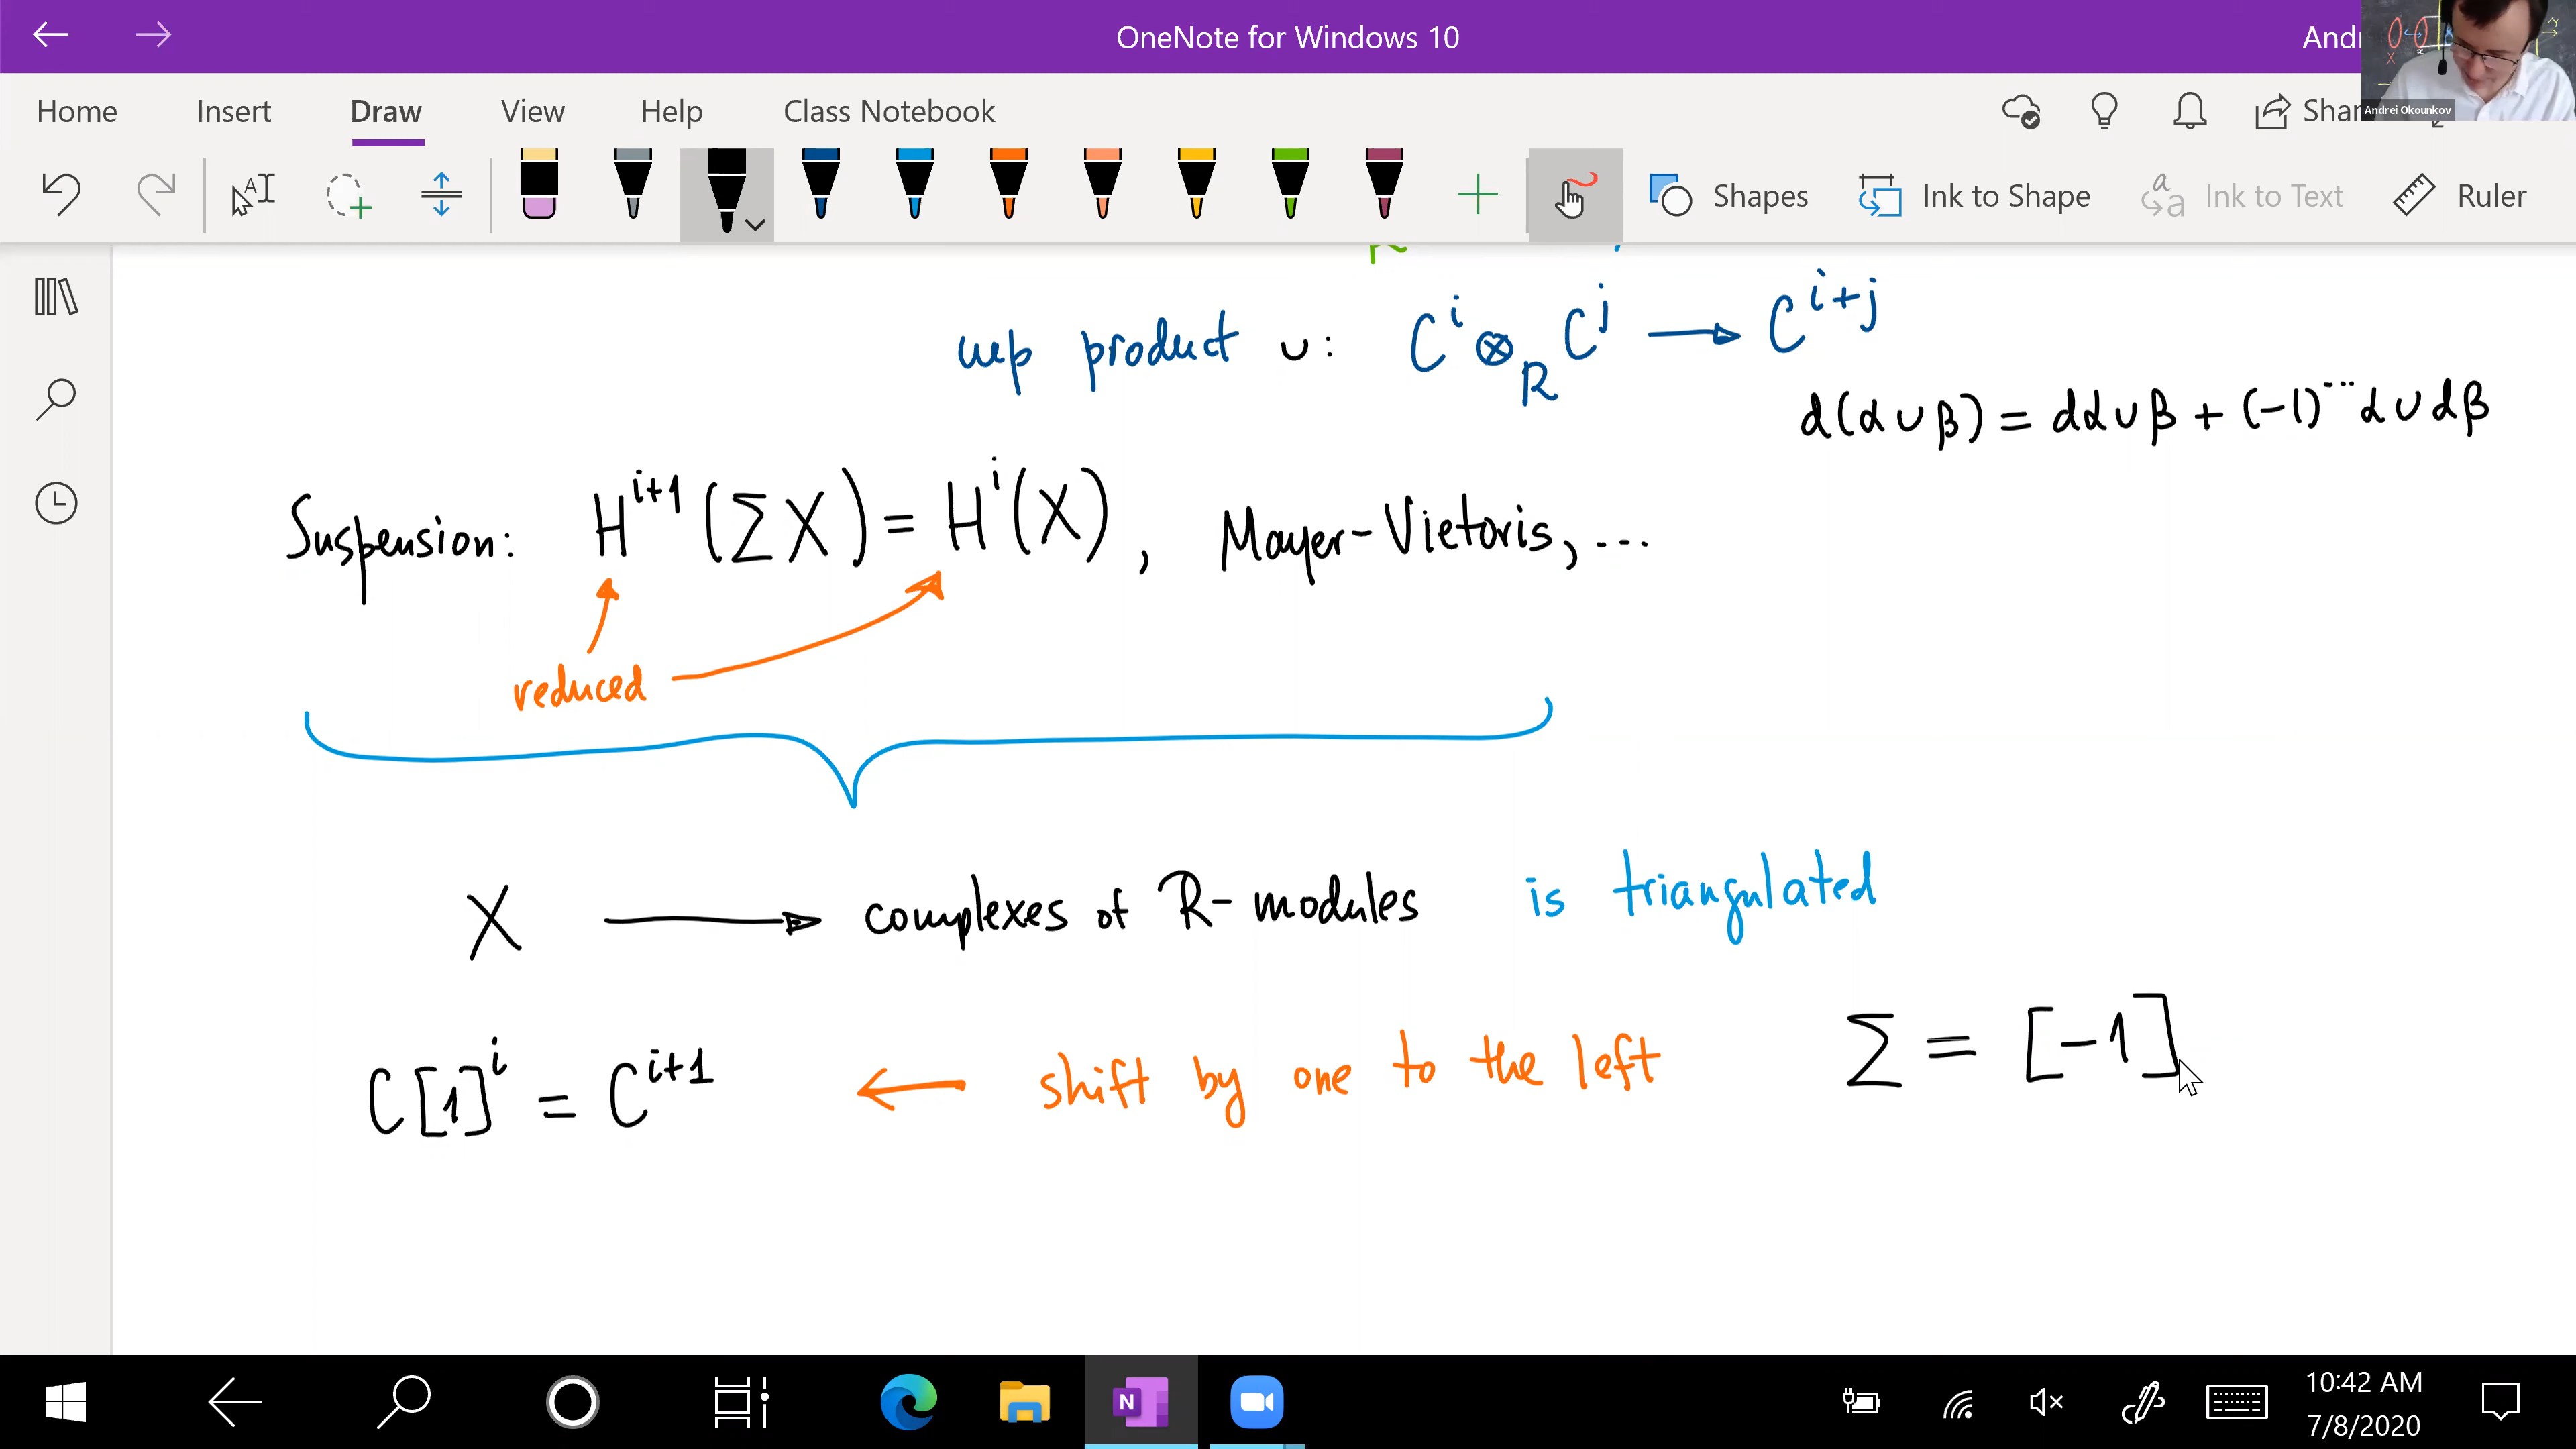 OneNote for Windows 10
Andrei Okounkov
Home Insert Draw View Help Class Notebook
Shapes Ink to Shape Ink to Text Ruler
cup product ∪: C^i ⊗_R C^j → C^{i+j}
d(α ∪ β) = dα ∪ β + (-1)^{...} α ∪ dβ
Suspension: H^{i+1}(ΣX) = H^i(X), Mayer-Vietoris, ...
reduced
X → complexes of R-modules is triangulated
C[1]^i = C^{i+1} ← shift by one to the left Σ = [-1]
10:42 AM
7/8/2020